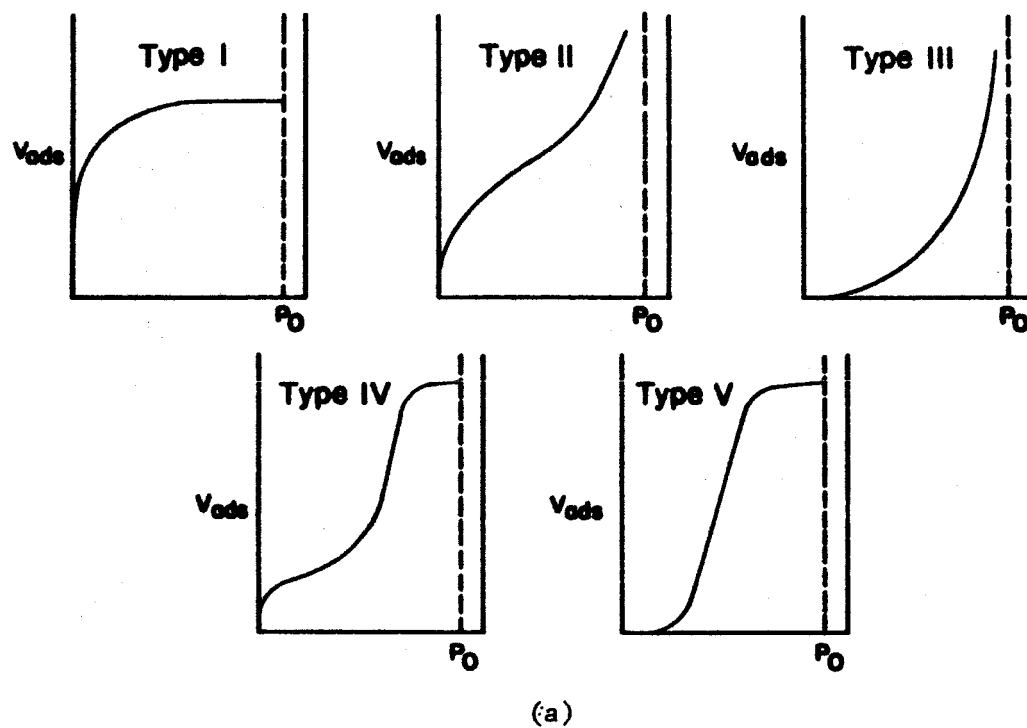 Type I
Type II
Type III
Vads
Vads
Vads
Po
Po
Po
Type IV
Type V
Vads
Vads
Po
Po
(a)